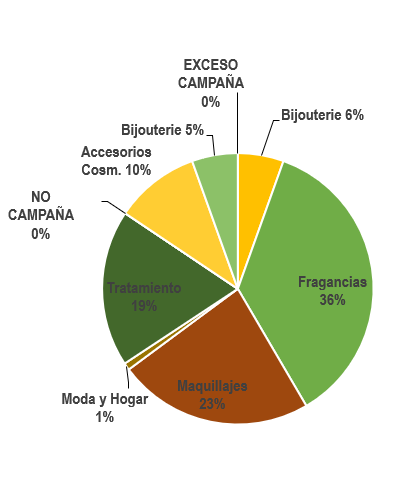 EXCESO
CAMPAÑA
0%
Bijouterie 6%
Bijouterie 5%
Accesorios
Cosm. 10%
NO
CAMPAÑA
0%
Fragancias
36%
Tratamiento
19%
Maquillajes
23%
Moda y Hogar
1%